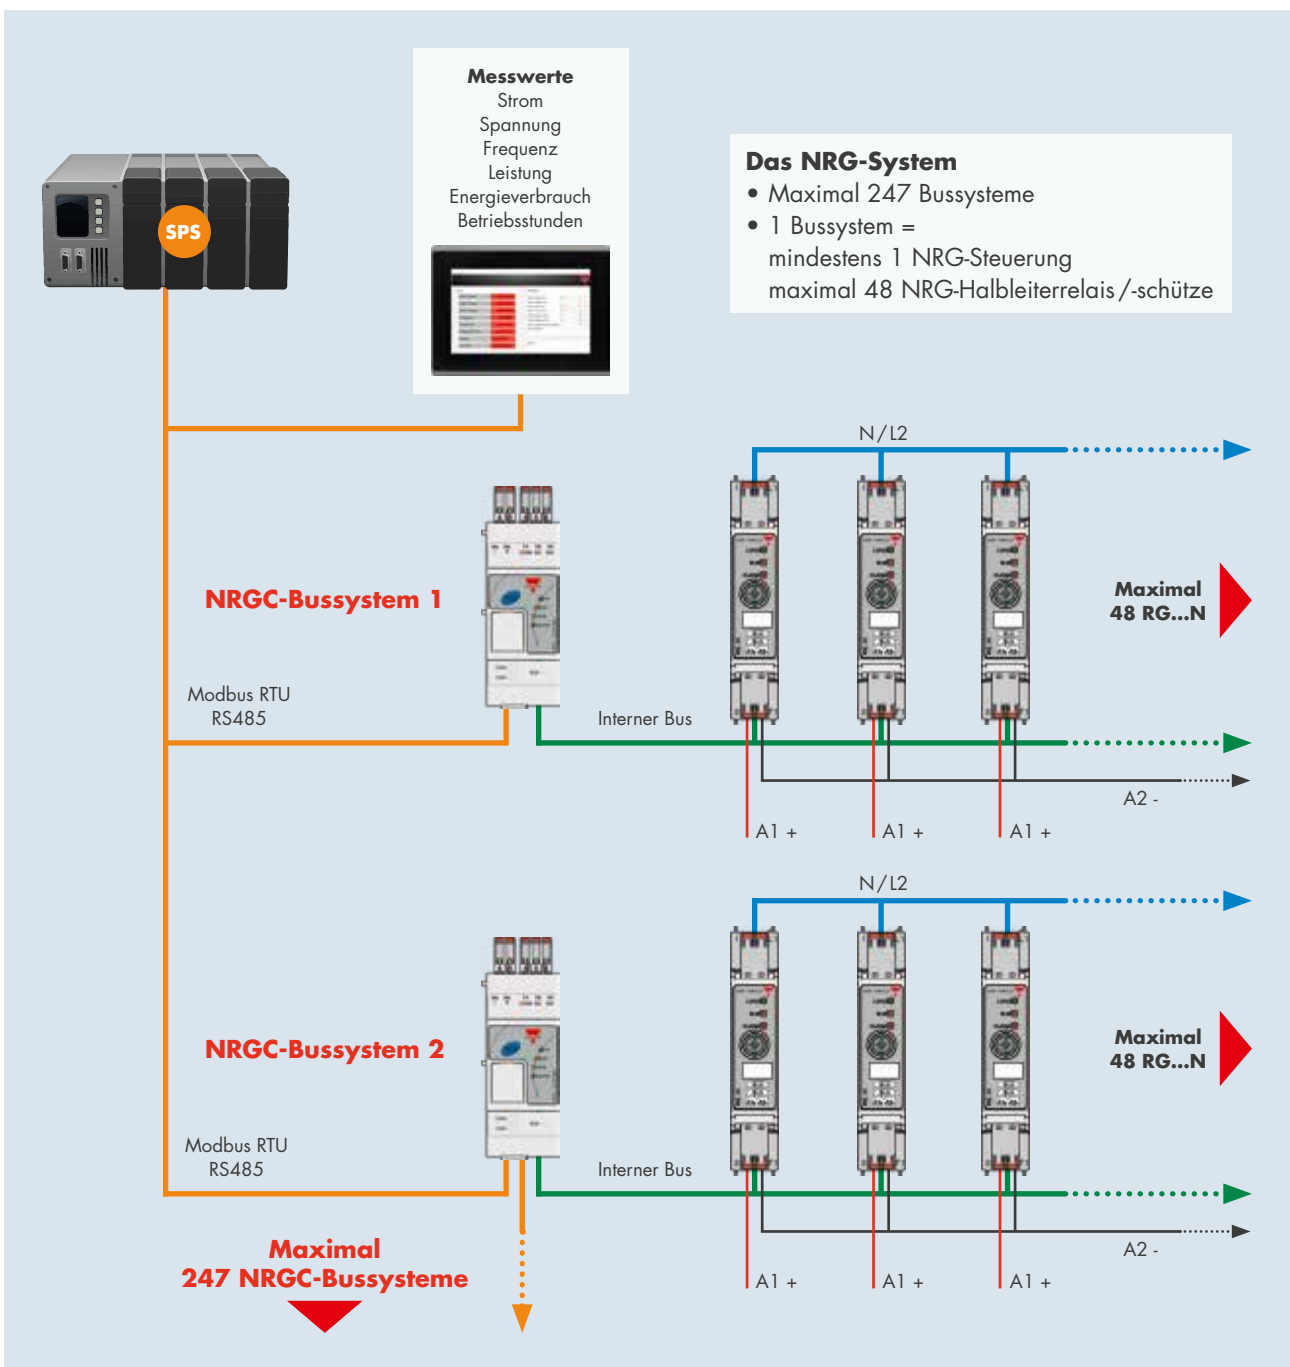 Messwerte
Strom
Spannung
Frequenz
Leistung
Energieverbrauch
Betriebsstunden
SPS
Das NRG-System
• Maximal 247 Bussysteme
• 1 Bussystem =
mindestens 1 NRG-Steuerung
maximal 48 NRG-Halbleiterrelais/-schütze
N/L2
NRGC-Bussystem 1
Maximal
48 RG...N
Modbus RTU
RS485
Interner Bus
A2 -
A1 +
A1 +
A1 +
N/L2
NRGC-Bussystem 2
Maximal
48 RG...N
Modbus RTU
RS485
Interner Bus
A2 -
Maximal
247 NRGC-Bussysteme
A1 +
A1 +
A1 +